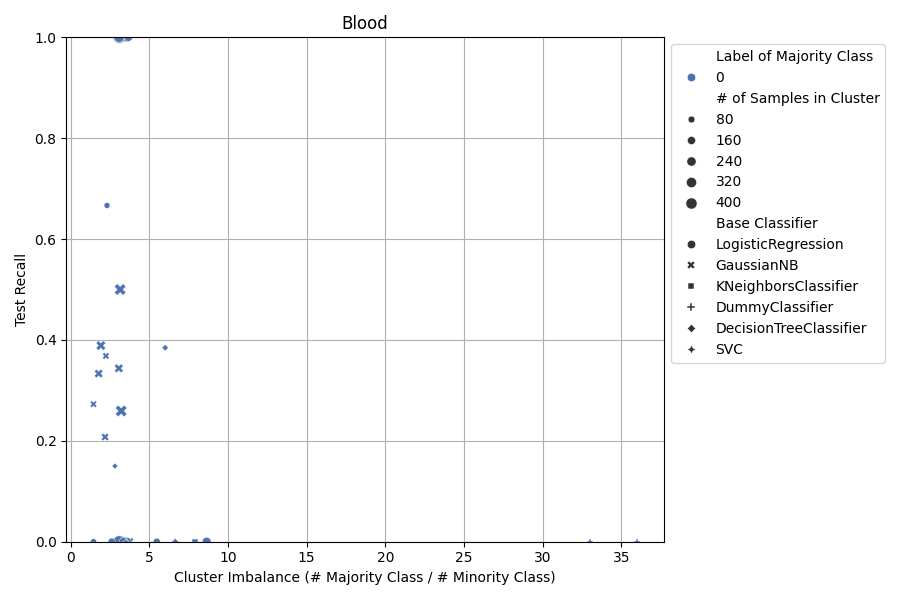 Blood
1.0
0.8
0.6
0.4
0.2
0.0
Test Recall
0
5
10
15
20
25
30
35
Cluster Imbalance (# Majority Class / # Minority Class)
Label of Majority Class
0
# of Samples in Cluster
80
160
240
320
400
Base Classifier
LogisticRegression
GaussianNB
KNeighborsClassifier
DummyClassifier
DecisionTreeClassifier
SVC